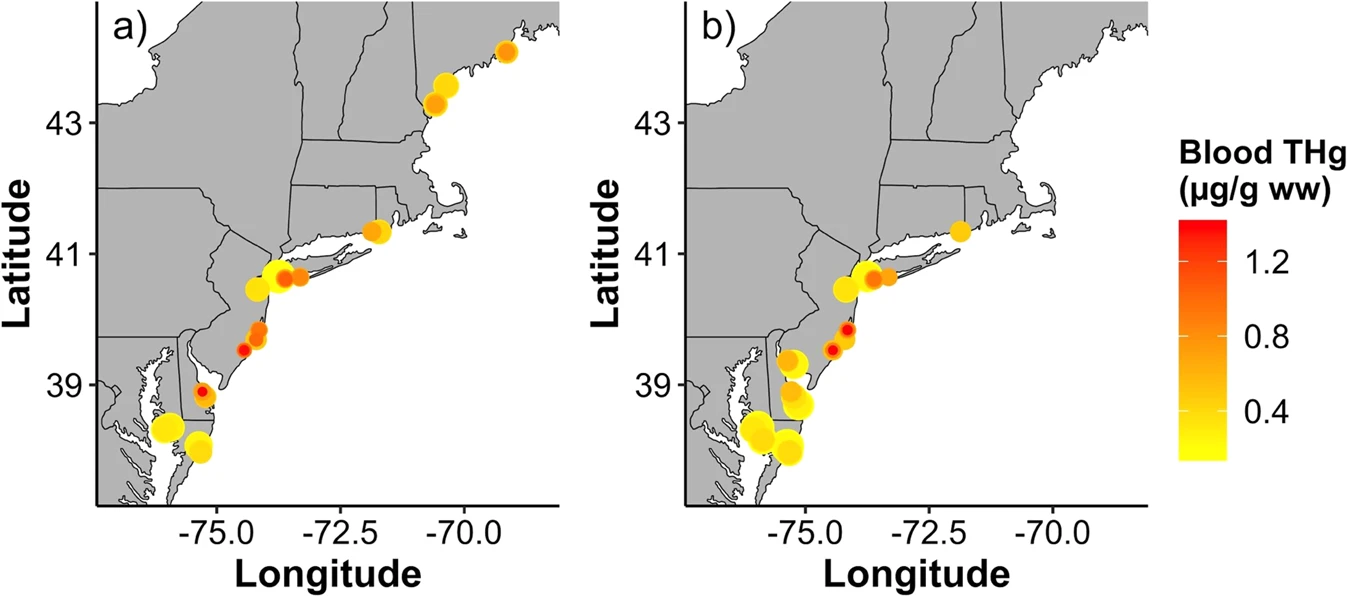 a)
b)
43
41
39
Latitude
-75.0 -72.5 -70.0
Longitude
43
41
39
Latitude
-75.0 -72.5 -70.0
Longitude
Blood THg
(µg/g ww)
1.2
0.8
0.4